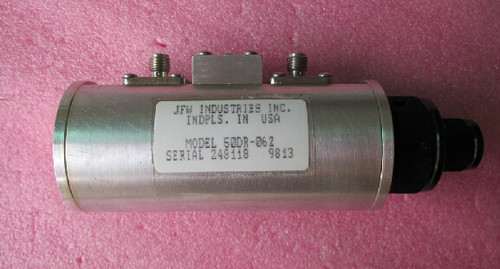 JFW INDUSTRIES INC.
INDPLS. IN USA
MODEL 50DR-062
SERIAL 248118 9813